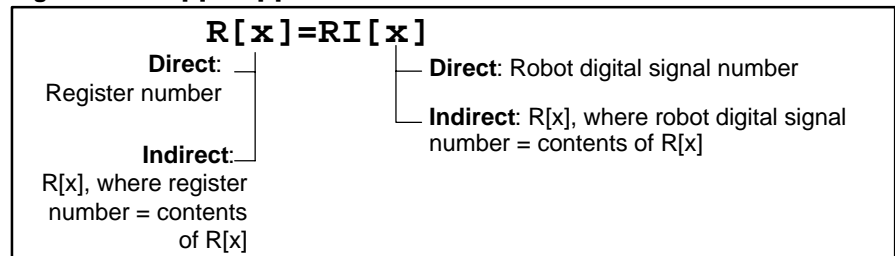 R[x]=RI[x]
Direct:
Register number
Indirect:
R[x], where register
number = contents
of R[x]
Direct: Robot digital signal number
Indirect: R[x], where robot digital signal
number = contents of R[x]